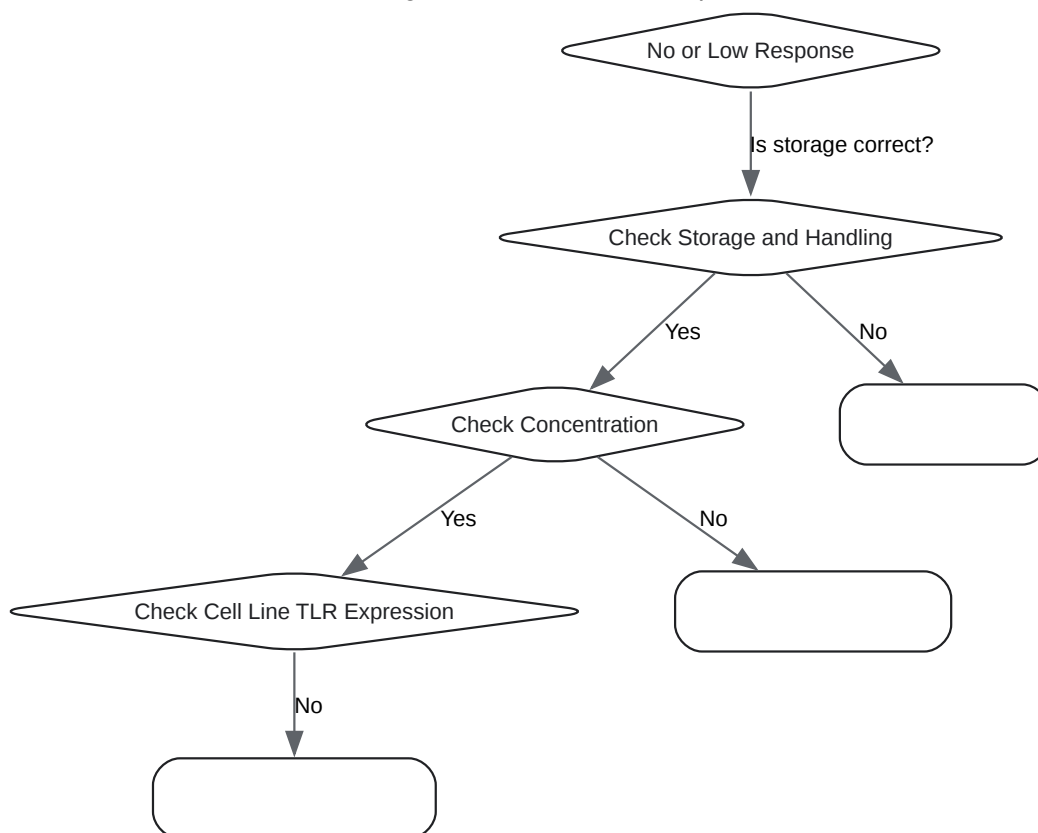 No or Low Response
Is storage correct?
Check Storage and Handling
Yes
No
Check Concentration
Yes
No
Check Cell Line TLR Expression
No